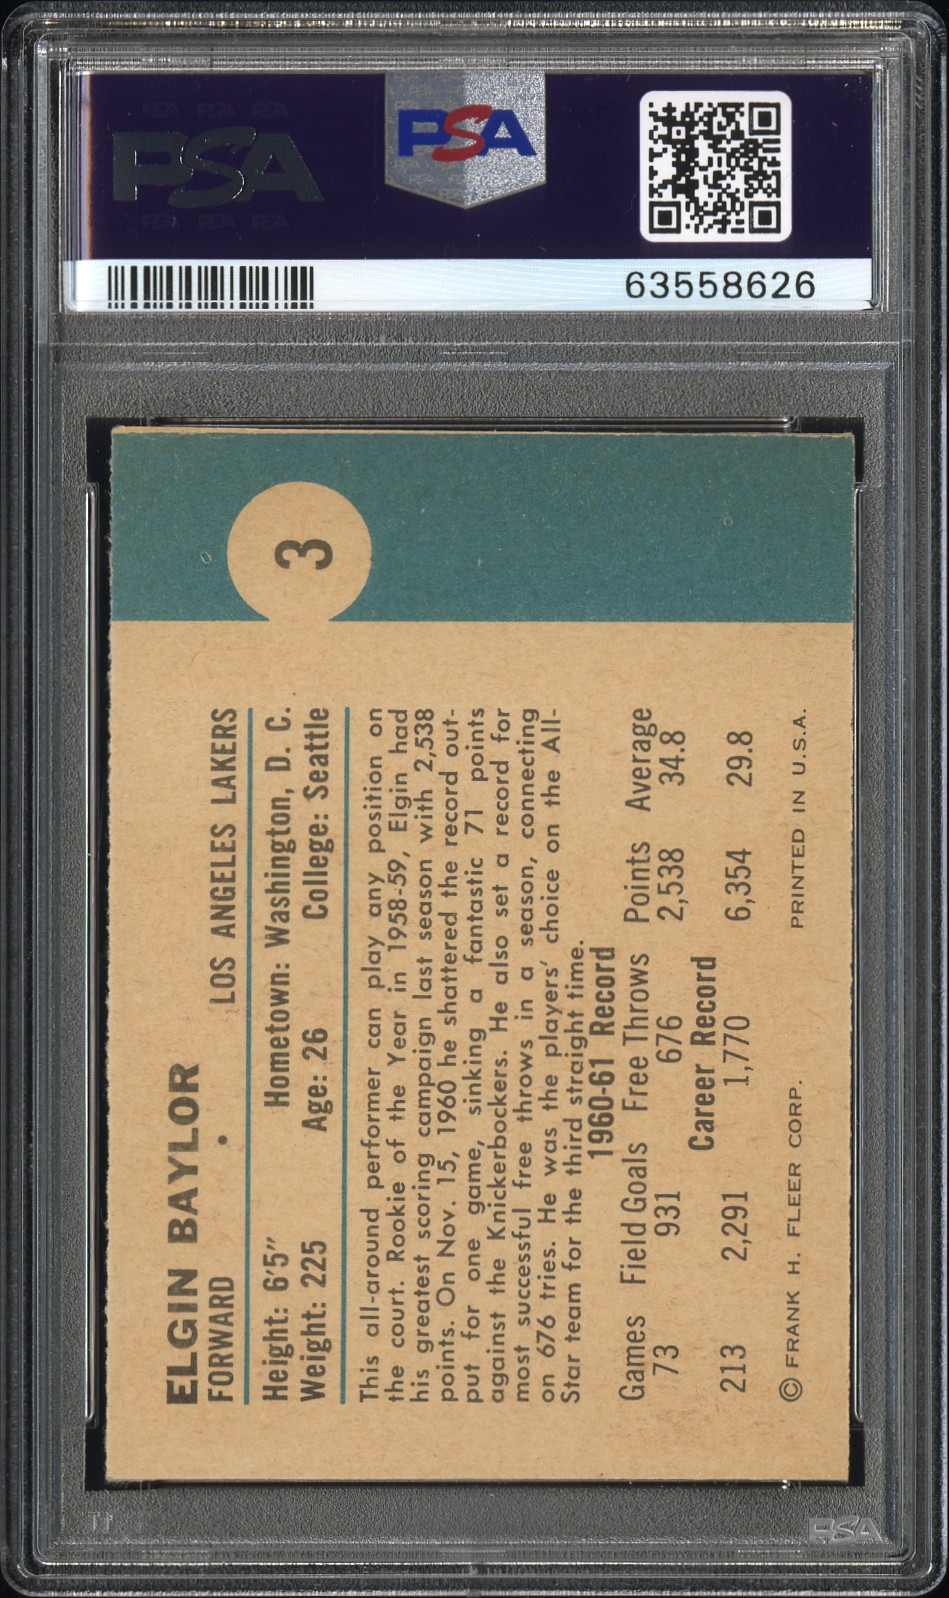 PSA
PSA
63558626
3
ELGIN BAYLOR
FORWARD LOS ANGELES LAKERS
Height: 6'5" Hometown: Washington, D. C.
Weight: 225 Age: 26 College: Seattle
This all-around performer can play any position on
the court. Rookie of the Year in 1958-59, Elgin had
his greatest scoring campaign last season with 2,538
points. On Nov. 15, 1960 he shattered the record out-
put for one game, sinking a fantastic 71 points
against the Knickerbockers. He also set a record for
most successful free throws in a season, connecting
on 676 tries. He was the players' choice on the All-
Star team for the third straight time.
1960-61 Record
Games Field Goals Free Throws Points Average
73 931 676 2,538 34.8
Career Record
213 2,291 1,770 6,354 29.8
© FRANK H. FLEER CORP. PRINTED IN U.S.A.
PSA